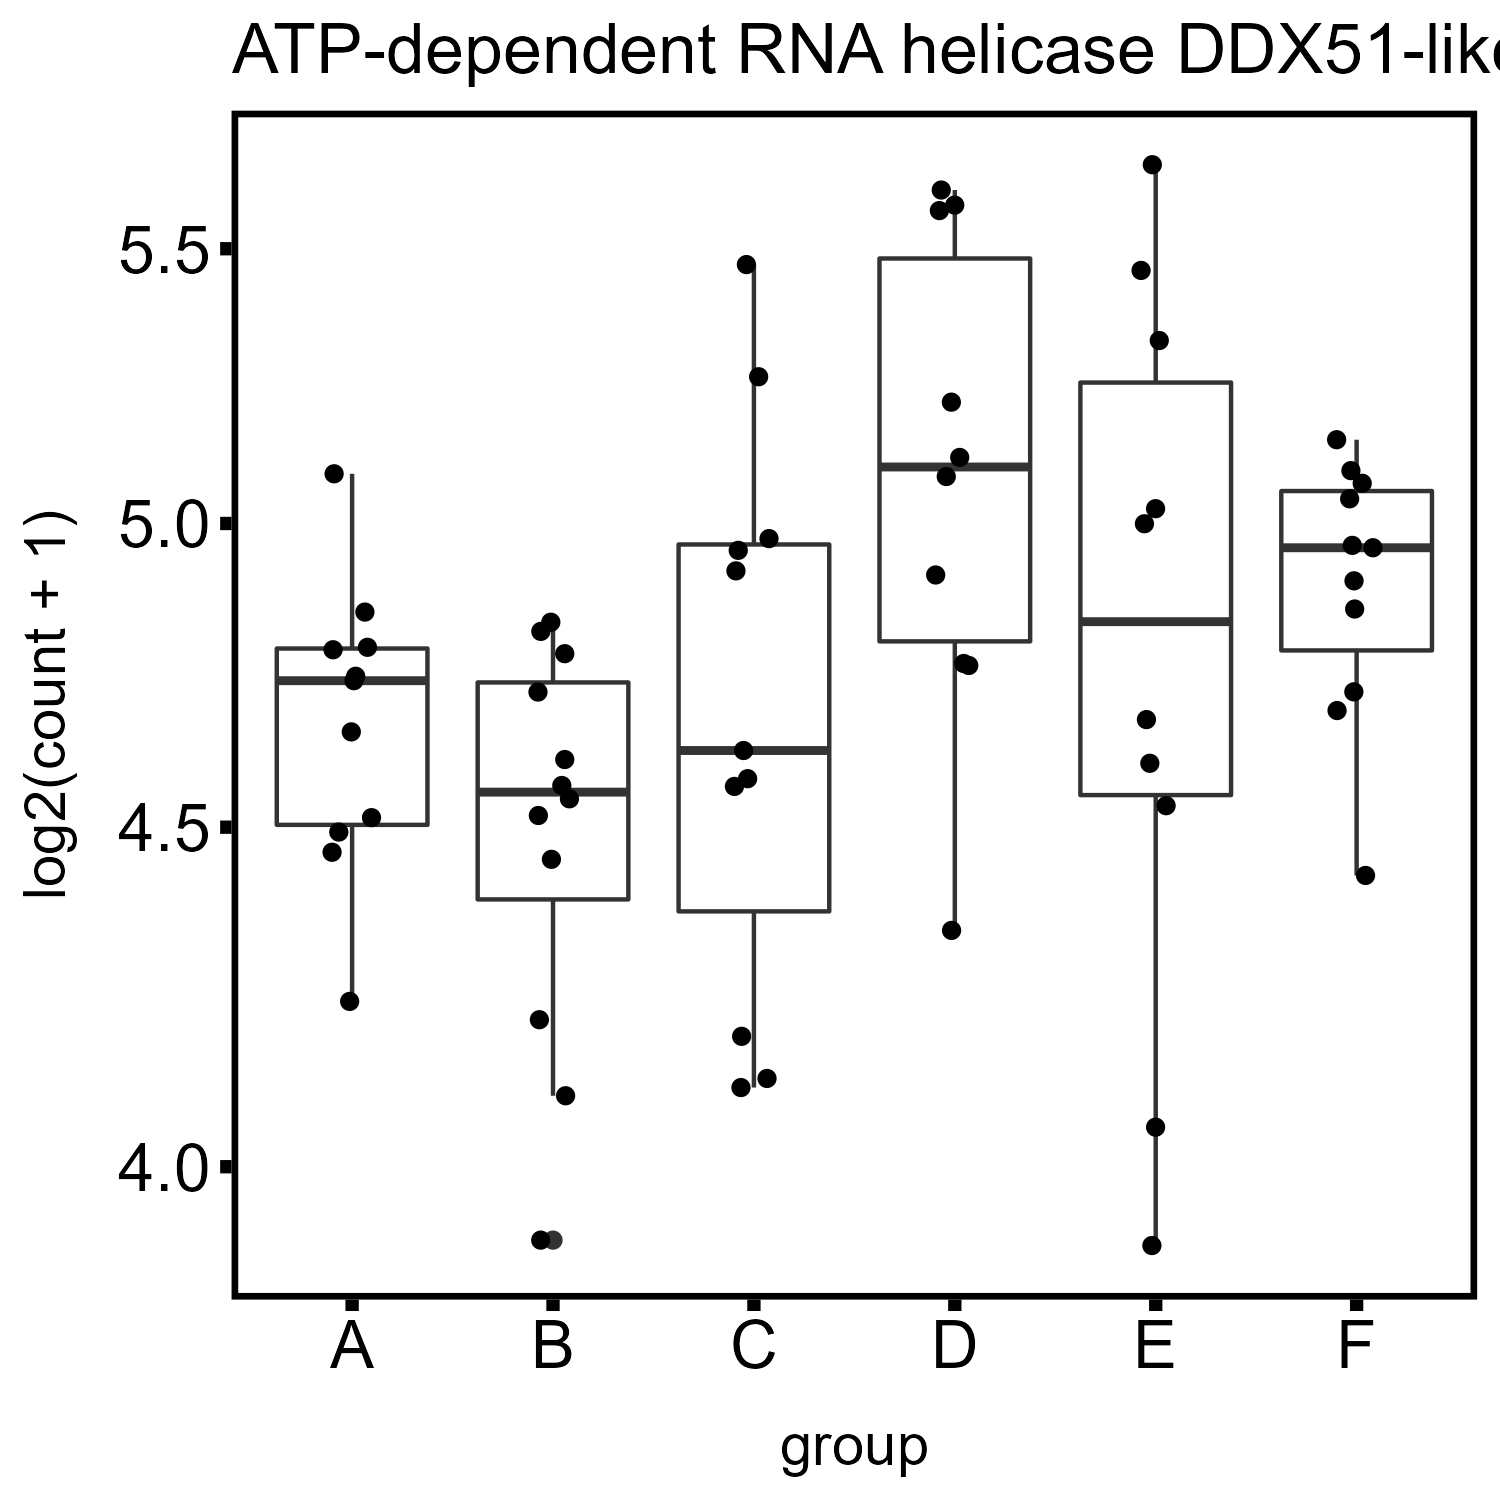 ATP-dependent RNA helicase DDX51-like
log2(count + 1)
5.5
5.0
4.5
4.0
A B C D E F
group